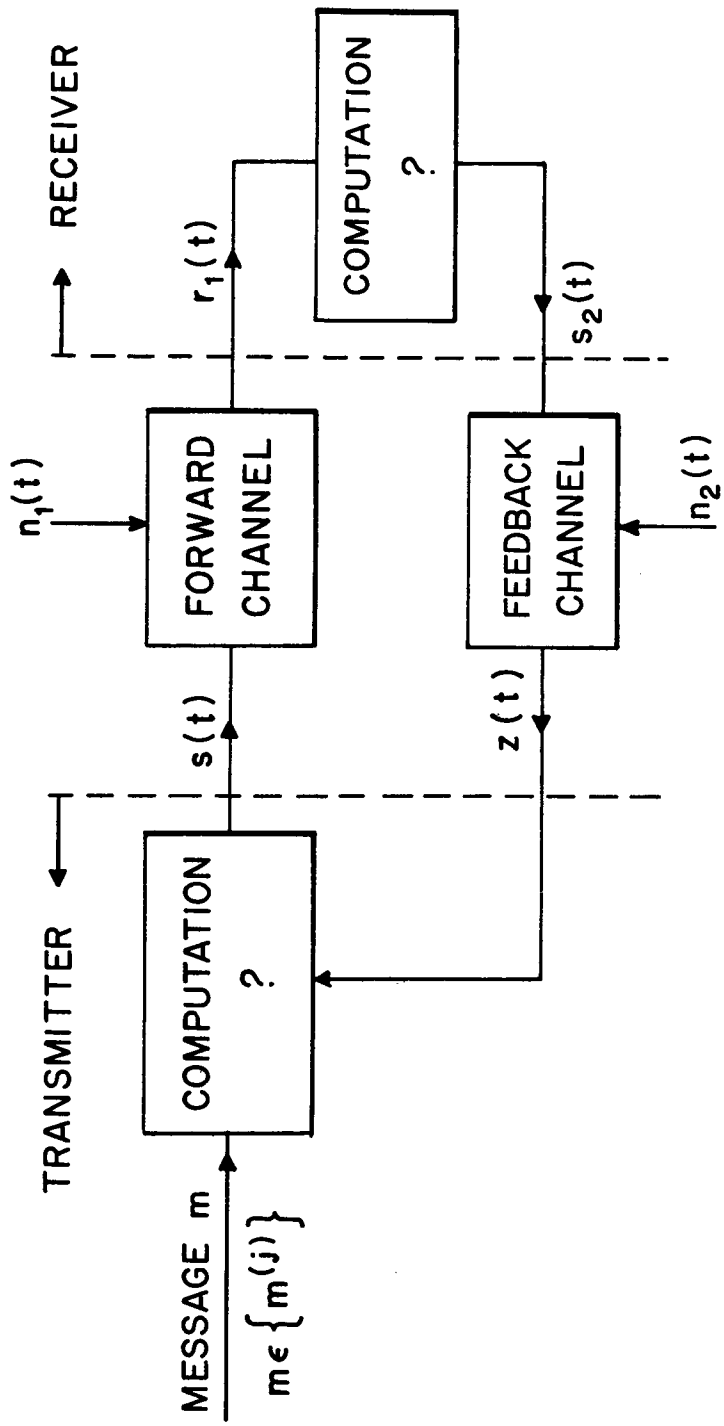 TRANSMITTER
RECEIVER
MESSAGE m
m ϵ {m^(j)}
COMPUTATION
?
s(t)
n₁(t)
FORWARD
CHANNEL
r₁(t)
COMPUTATION
?
s₂(t)
FEEDBACK
CHANNEL
n₂(t)
z(t)